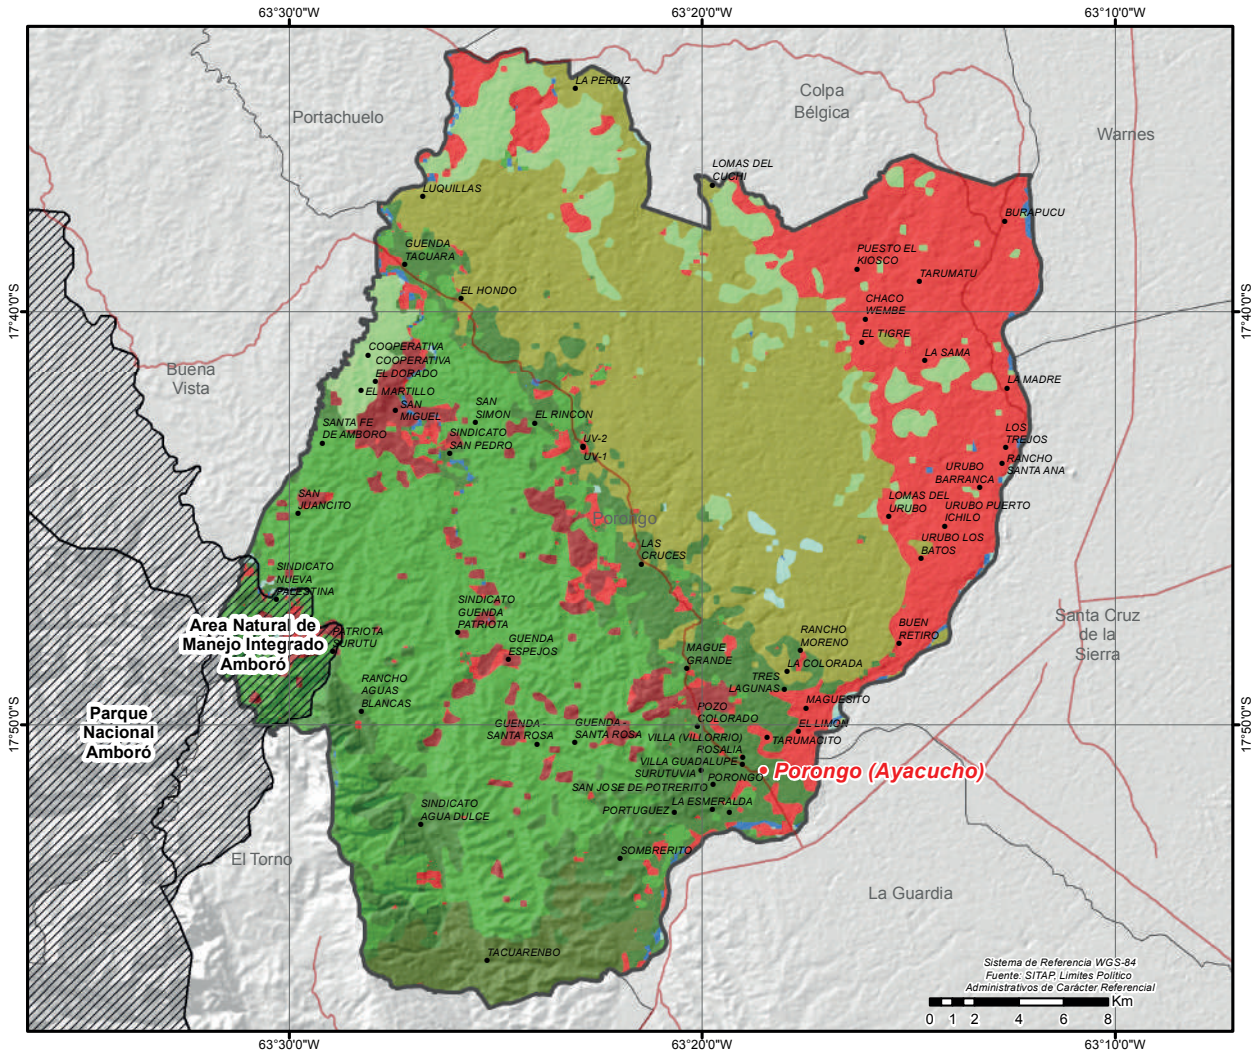 63°30'0"W
63°20'0"W
63°10'0"W
LA PERDIZ
Portachuelo
Colpa
Bélgica
Warnes
LOMAS DEL
CUCHI
LUQUILLAS
BURAPUCU
GUENDA
TACUARA
PUESTO EL
KIOSCO
TARUMATU
EL HONDO
CHACO
WEMBE
17°40'0"S
17°40'0"S
EL TIGRE
COOPERATIVA
COOPERATIVA
EL DORADO
LA SAMA
Buena
Vista
EL MARTILLO
LA MADRE
SAN
MIGUEL
SAN
SIMON
EL RINCON
SANTA FE
DE AMBORO
SINDICATO
SAN PEDRO
UV-2
UV-1
LOS
TREJOS
RANCHO
SANTA ANA
URUBO
BARRANCA
SAN
JUANCITO
LOMAS DEL
URUBO
URUBO PUERTO
ICHILO
Porongo
URUBO LOS
BATOS
LAS
CRUCES
SINDICATO
NUEVA
PALESTINA
SINDICATO
GUENDA
PATRIOTA
Santa Cruz
de la
Sierra
Area Natural de
Manejo Integrado
Amboró
PATRIOTA
SURUTU
GUENDA
ESPEJOS
MAGUE
GRANDE
RANCHO
MORENO
BUEN
RETIRO
LA COLORADA
RANCHO
AGUAS
BLANCAS
TRES
LAGUNAS
MAGUESITO
Parque
Nacional
Amboró
POZO
COLORADO
EL LIMON
17°50'0"S
17°50'0"S
GUENDA -
SANTA ROSA
GUENDA -
SANTA ROSA
VILLA (VILLORRIO)
ROSALIA
TARUMACITO
VILLA GUADALUPE
SURUTUVIA
PORONGO
Porongo (Ayacucho)
SAN JOSE DE POTRERITO
LA ESMERALDA
PORTUGUEZ
SINDICATO
AGUA DULCE
El Torno
SOMBRERITO
La Guardia
TACUARENBO
Sistema de Referencia WGS-84
Fuente: SITAP, Limites Político
Administrativos de Carácter Referencial
Km
0 1 2 4 6 8
63°30'0"W
63°20'0"W
63°10'0"W